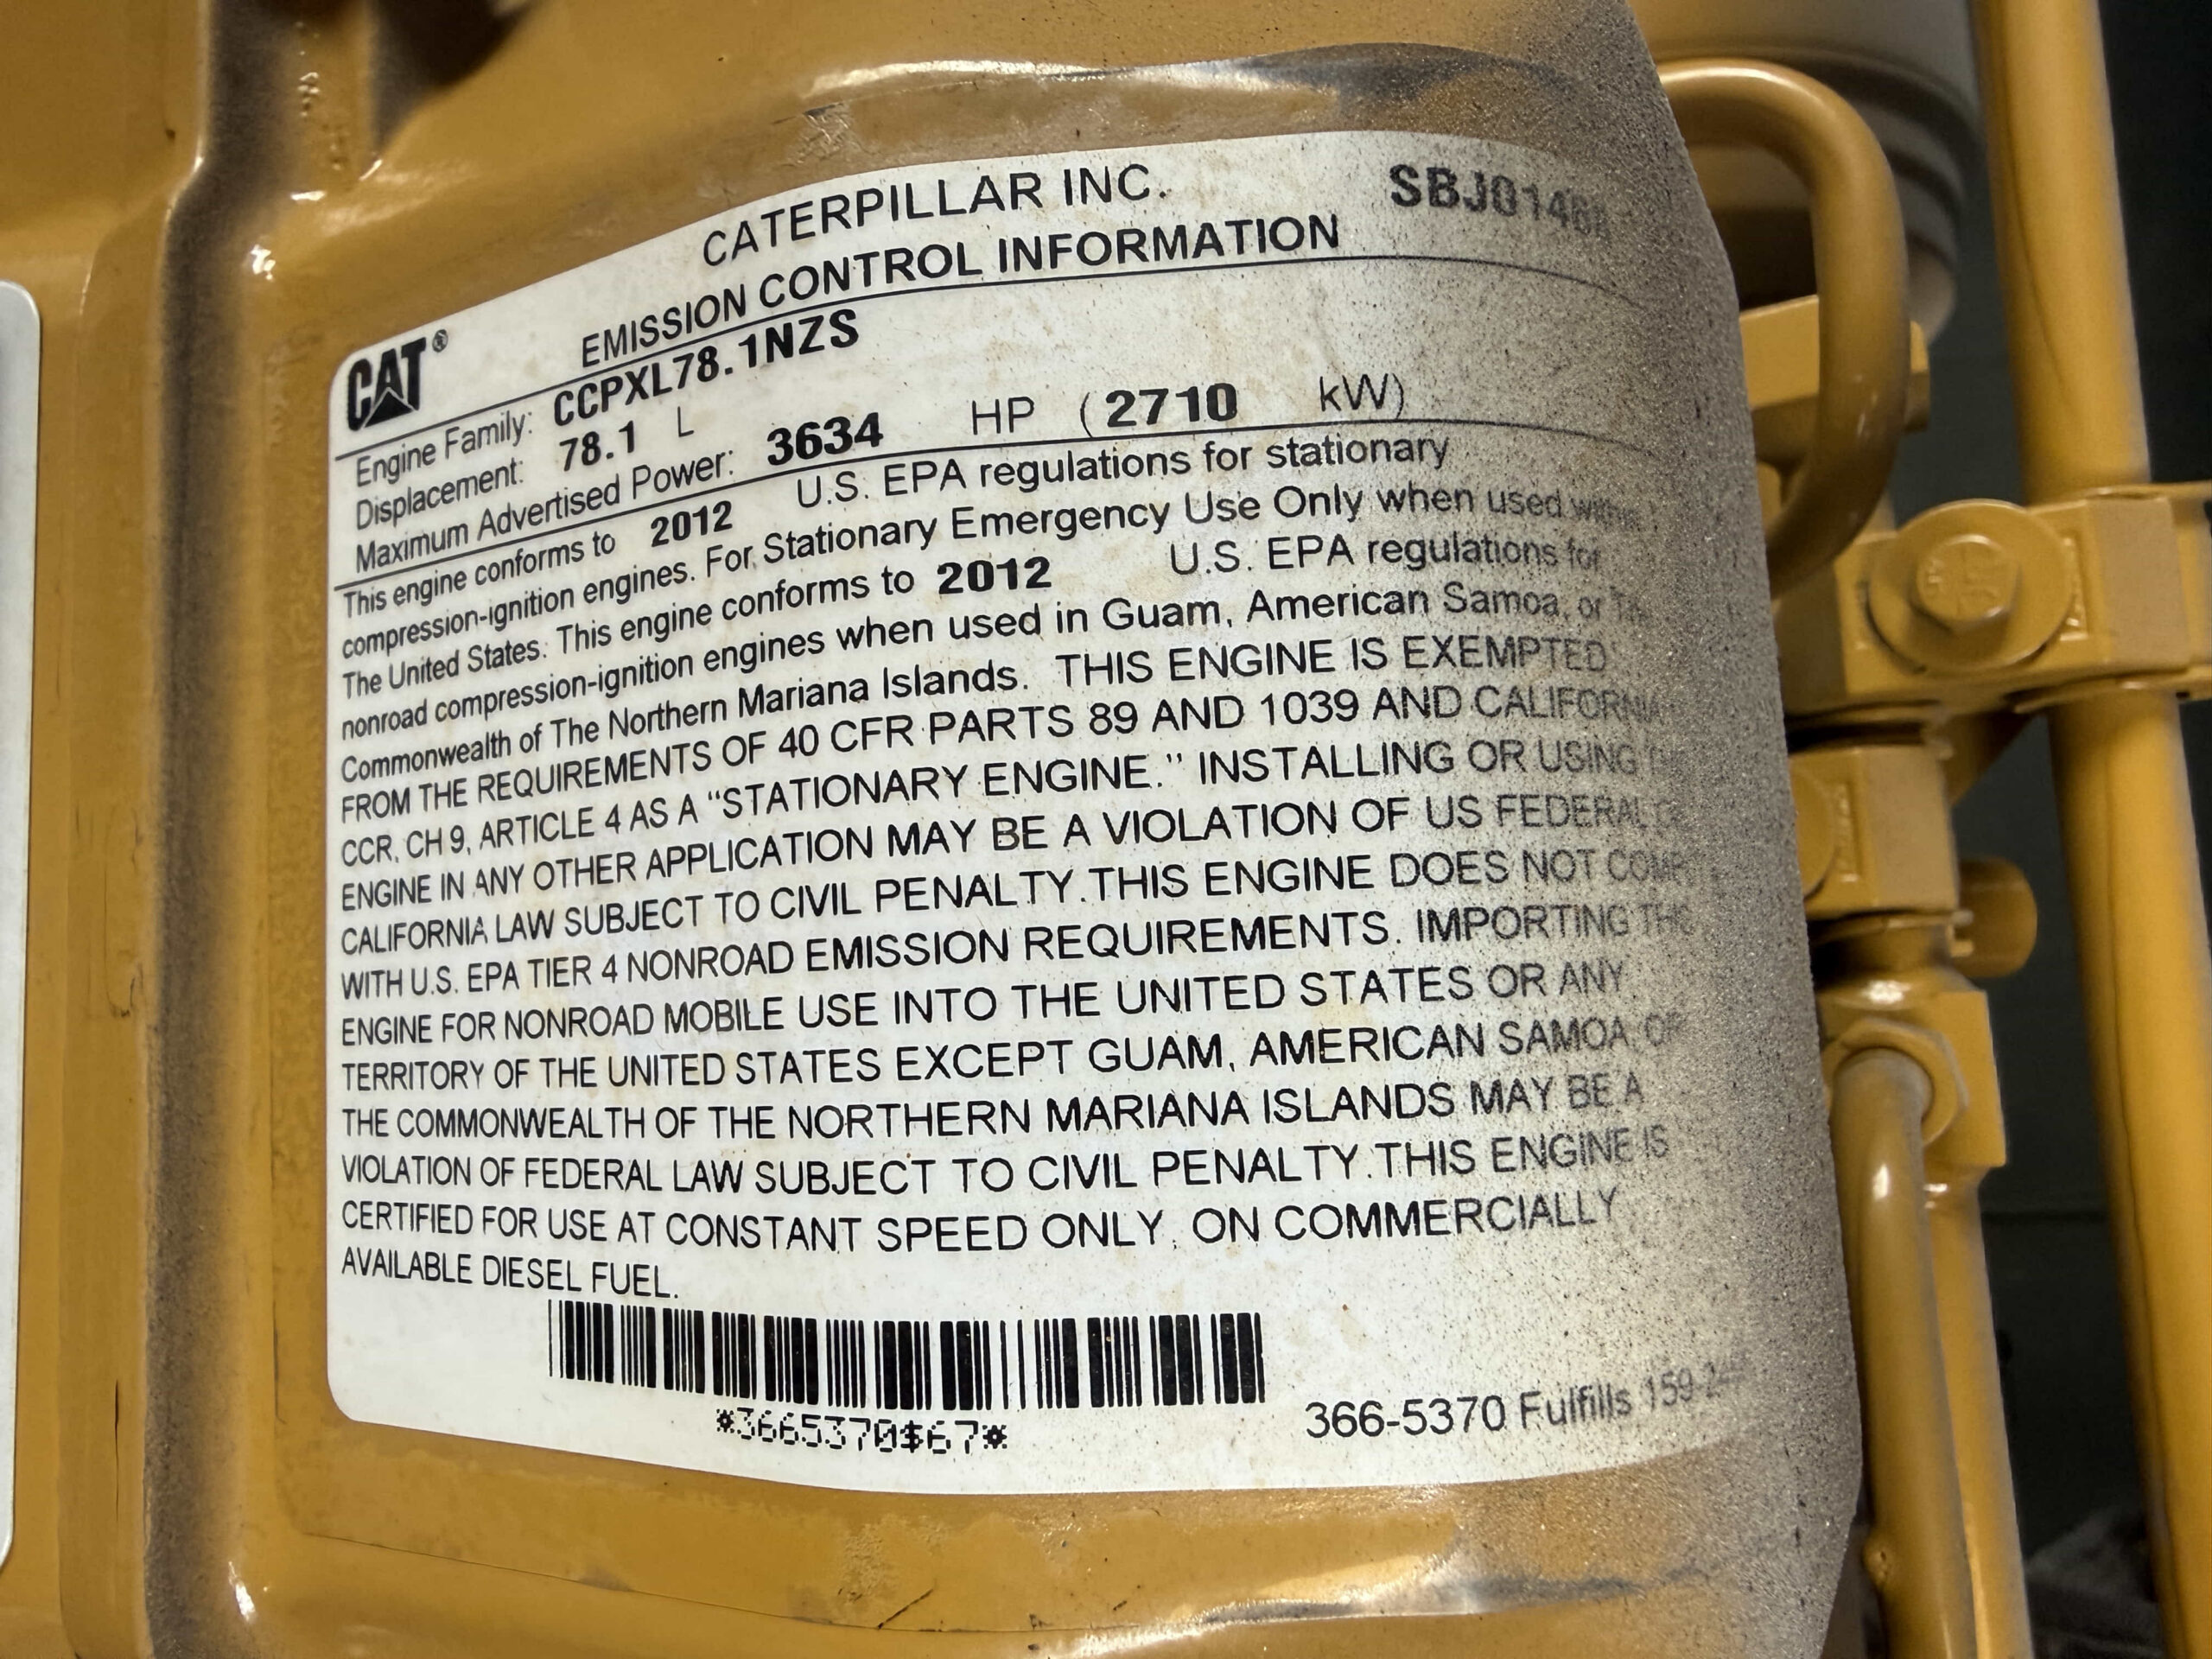 CATERPILLAR INC.
EMISSION CONTROL INFORMATION
CAT®
Engine Family: CCPXL78.1NZS
Displacement: 78.1 L
Maximum Advertised Power: 3634 HP (2710 kW)
This engine conforms to 2012 U.S. EPA regulations for stationary
compression-ignition engines. For Stationary Emergency Use Only when used
The United States. This engine conforms to 2012 U.S. EPA regulations for
nonroad compression-ignition engines when used in Guam, American Samoa, or
Commonwealth of The Northern Mariana Islands. THIS ENGINE IS EXEMPTED
FROM THE REQUIREMENTS OF 40 CFR PARTS 89 AND 1039 AND CALIFORNIA
CCR, CH 9, ARTICLE 4 AS A "STATIONARY ENGINE." INSTALLING OR USING
ENGINE IN ANY OTHER APPLICATION MAY BE A VIOLATION OF US FEDERAL
CALIFORNIA LAW SUBJECT TO CIVIL PENALTY. THIS ENGINE DOES NOT
WITH U.S. EPA TIER 4 NONROAD EMISSION REQUIREMENTS. IMPORTING
ENGINE FOR NONROAD MOBILE USE INTO THE UNITED STATES OR ANY
TERRITORY OF THE UNITED STATES EXCEPT GUAM, AMERICAN SAMOA, OR
THE COMMONWEALTH OF THE NORTHERN MARIANA ISLANDS MAY BE A
VIOLATION OF FEDERAL LAW SUBJECT TO CIVIL PENALTY. THIS ENGINE IS
CERTIFIED FOR USE AT CONSTANT SPEED ONLY, ON COMMERCIALLY
AVAILABLE DIESEL FUEL.
*3665370$67*
366-5370 Fulfills